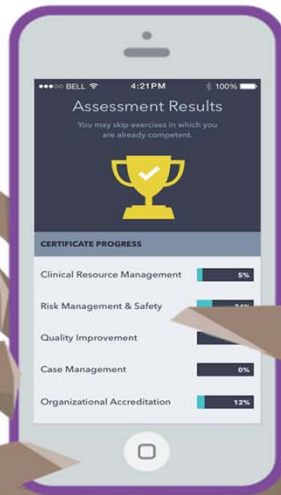 BELL 4:21PM 100%
Assessment Results
You may skip exercises in which you
are already competent.
CERTIFICATE PROGRESS
Clinical Resource Management 5%
Risk Management & Safety
Quality Improvement
Case Management 0%
Organizational Accreditation 12%